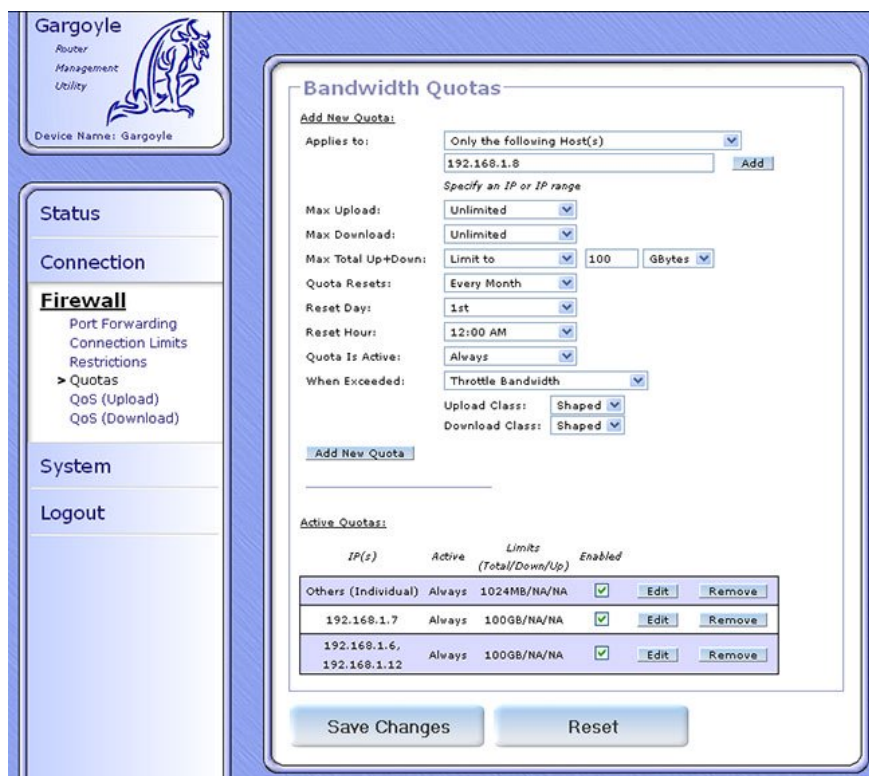 Gargoyle
Router
Management
Utility
Device Name: Gargoyle
Status
Connection
Firewall
Port Forwarding
Connection Limits
Restrictions
> Quotas
QoS (Upload)
QoS (Download)
System
Logout
Bandwidth Quotas
Add New Quota:
Applies to: Only the following Host(s)
192.168.1.8 Add
Specify an IP or IP range
Max Upload: Unlimited
Max Download: Unlimited
Max Total Up+Down: Limit to 100 GBytes
Quota Resets: Every Month
Reset Day: 1st
Reset Hour: 12:00 AM
Quota Is Active: Always
When Exceeded: Throttle Bandwidth
Upload Class: Shaped
Download Class: Shaped
Add New Quota
Active Quotas:
IP(s) Active Limits (Total/Down/Up) Enabled
Others (Individual) Always 1024MB/NA/NA Edit Remove
192.168.1.7 Always 100GB/NA/NA Edit Remove
192.168.1.6, 192.168.1.12 Always 100GB/NA/NA Edit Remove
Save Changes Reset